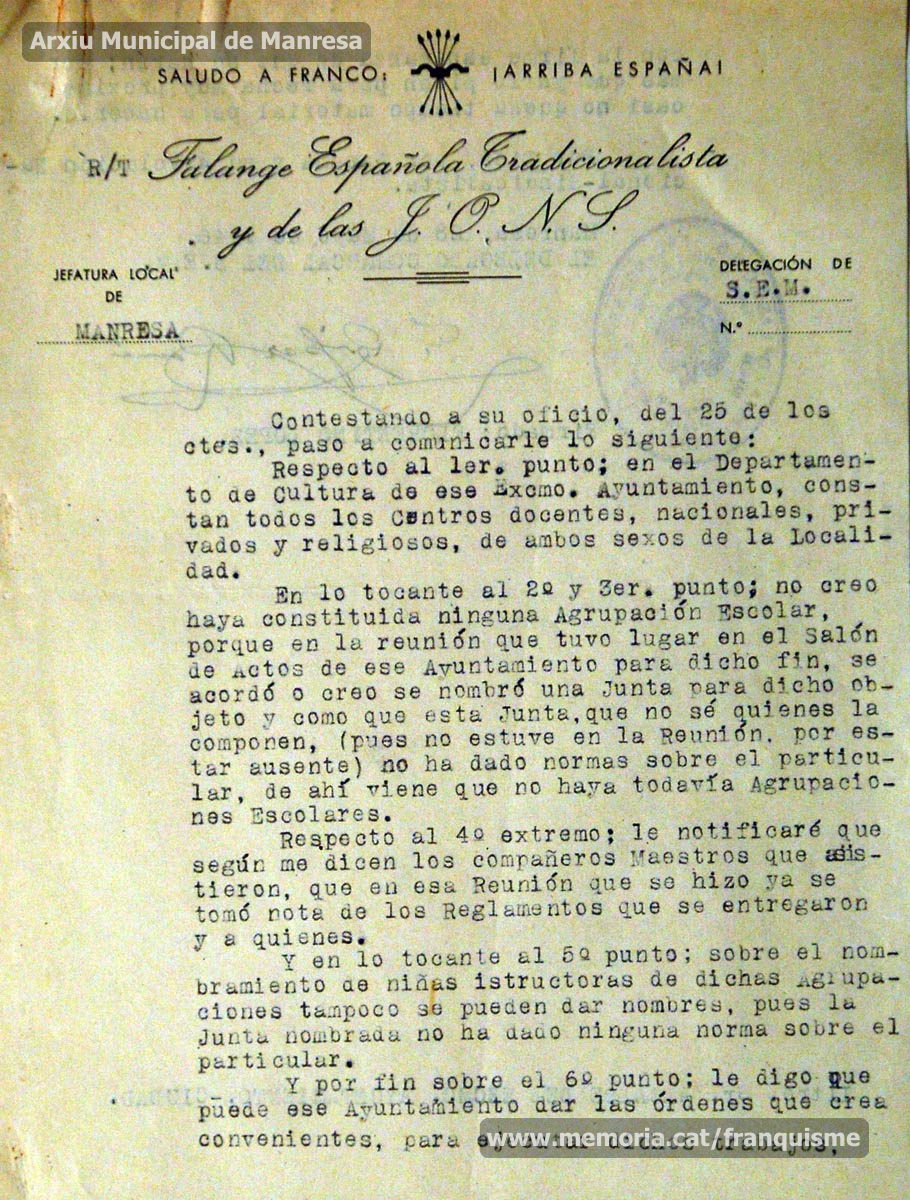 Arxiu Municipal de Manresa
SALUDO A FRANCO: ¡ARRIBA ESPAÑA!
R/T Falange Española Tradicionalista
y de las J. O. N. S.
JEFATURA LOCAL
DE
MANRESA
DELEGACIÓN DE
S.E.M.
N.º
Contestando a su oficio, del 25 de los
ctes., paso a comunicarle lo siguiente:
Respecto al 1er. punto; en el Departamen-
to de Cultura de ese Excmo. Ayuntamiento, cons-
tan todos los Centros docentes, nacionales, pri-
vados y religiosos, de ambos sexos de la Locali-
dad.
En lo tocante al 2º y 3er. punto; no creo
haya constituida ninguna Agrupación Escolar,
porque en la reunión que tuvo lugar en el Salón
de Actos de ese Ayuntamiento para dicho fin, se
acordó o creo se nombró una Junta para dicho ob-
jeto y como que esta Junta, que no sé quienes la
componen, (pues no estuve en la Reunión. por es-
tar ausente) no ha dado normas sobre el particu-
lar, de ahí viene que no haya todavía Agrupacio-
nes Escolares.
Respecto al 4º extremo; le notificaré que
según me dicen los compañeros Maestros que asis-
tieron, que en esa Reunión que se hizo ya se
tomó nota de los Reglamentos que se entregaron
y a quienes.
Y en lo tocante al 5º punto; sobre el nom-
bramiento de niñas istructoras de dichas Agrupa-
ciones tampoco se pueden dar nombres, pues la
Junta nombrada no ha dado ninguna norma sobre el
particular.
Y por fin sobre el 6º punto; le digo que
puede ese Ayuntamiento dar las órdenes que crea
convenientes, para ejecutar dichos trabajos,
www.memoria.cat/franquisme